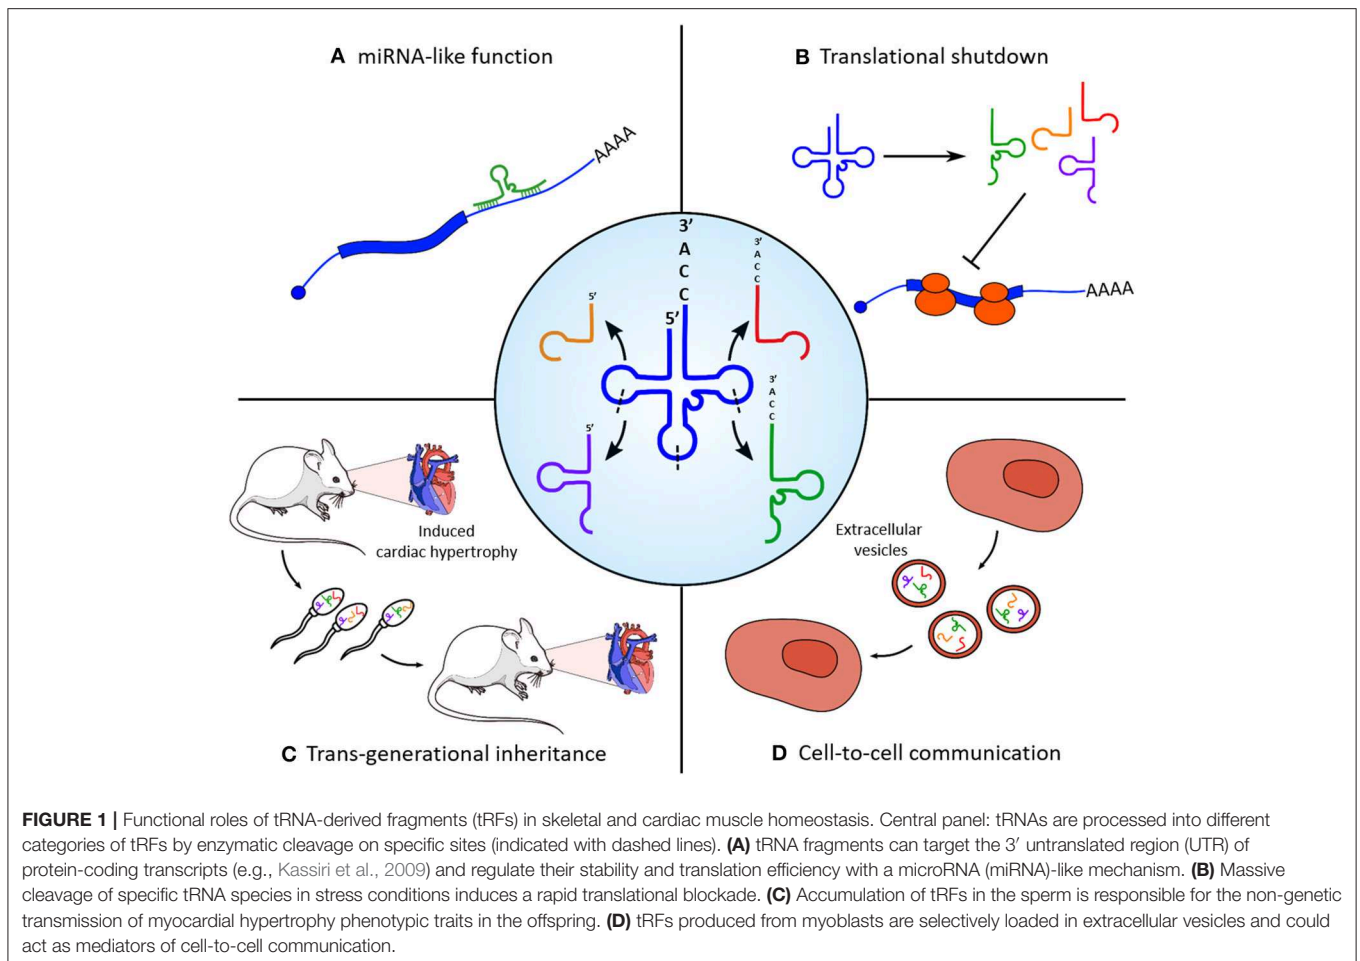 A miRNA-like function
B Translational shutdown
AAAA
AAAA
3′
A
C
C
5′
3′
A
C
C
5′
3′
A
C
C
5′
Induced
cardiac hypertrophy
Extracellular
vesicles
C Trans-generational inheritance
D Cell-to-cell communication
FIGURE 1 | Functional roles of tRNA-derived fragments (tRFs) in skeletal and cardiac muscle homeostasis. Central panel: tRNAs are processed into different
categories of tRFs by enzymatic cleavage on specific sites (indicated with dashed lines). (A) tRNA fragments can target the 3′ untranslated region (UTR) of
protein-coding transcripts (e.g., Kassiri et al., 2009) and regulate their stability and translation efficiency with a microRNA (miRNA)-like mechanism. (B) Massive
cleavage of specific tRNA species in stress conditions induces a rapid translational blockade. (C) Accumulation of tRFs in the sperm is responsible for the non-genetic
transmission of myocardial hypertrophy phenotypic traits in the offspring. (D) tRFs produced from myoblasts are selectively loaded in extracellular vesicles and could
act as mediators of cell-to-cell communication.